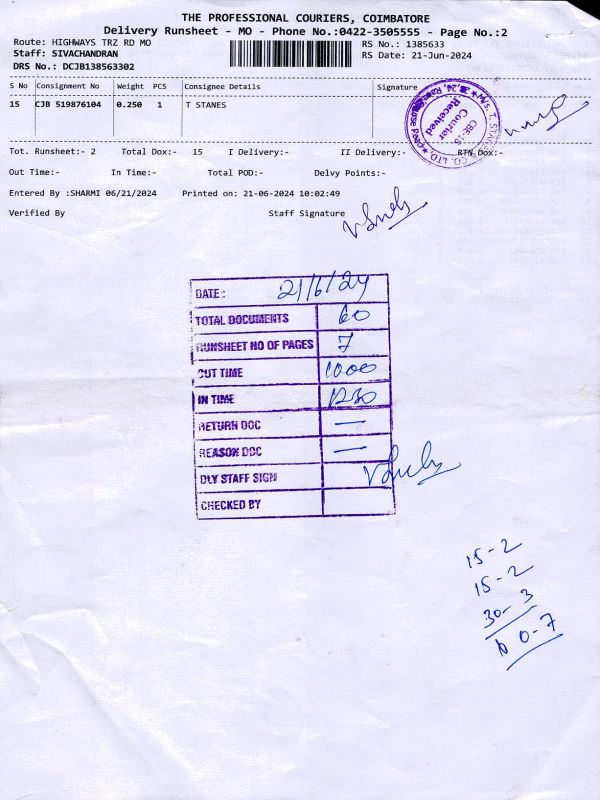 THE PROFESSIONAL COURIERS, COIMBATORE
Delivery Runsheet - MO - Phone No.:0422-3505555 - Page No.:2
Route: HIGHWAYS TRZ RD MO
RS No.: 1385633
Staff: SIVACHANDRAN
RS Date: 21-Jun-2024
DRS No.: DCJB138563302
S No Consignment No Weight PCS Consignee Details Signature
15 CJB 519876104 0.250 1 T STANES
CBE-18
Courier
Received
Tot. Runsheet:- 2 Total Dox:- 15 I Delivery:- II Delivery:- RTN Dox:-
Out Time:- In Time:- Total POD:- Delvy Points:-
Entered By :SHARMI 06/21/2024 Printed on: 21-06-2024 10:02:49
Verified By Staff Signature
DATE: 21/6/24
TOTAL DOCUMENTS 60
RUNSHEET NO OF PAGES 7
OUT TIME 1000
IN TIME 1230
RETURN DOC —
REASON DOC —
DLY STAFF SIGN
CHECKED BY
15-2
15-2
30-3
60-7